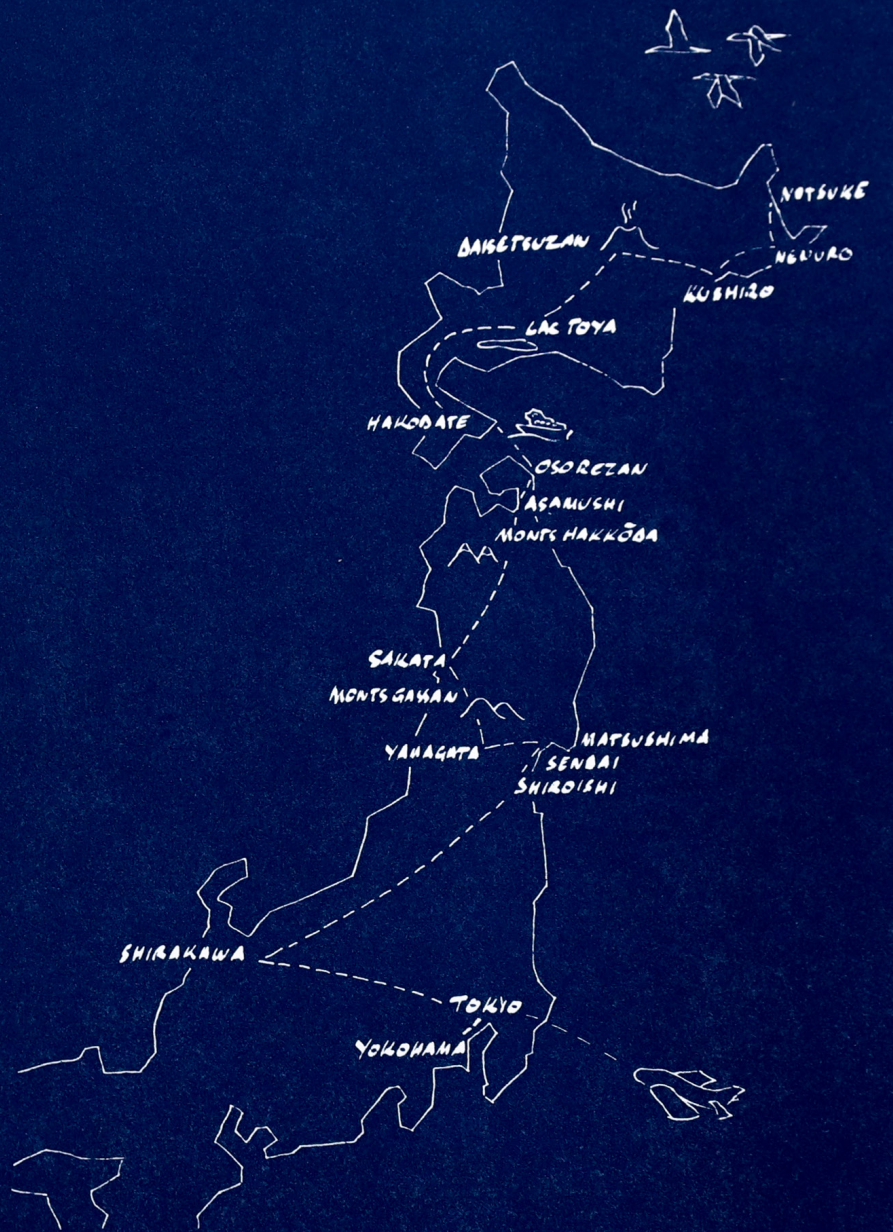 NOTSUKE
DAISETSUZAN
NEMURO
KUSHIRO
LAC TOYA
HAKODATE
OSOREZAN
ASAMUSHI
MONTS HAKKŌDA
SAKATA
MONTS GASSAN
YAMAGATA
MATSUSHIMA
SENDAI
SHIROISHI
SHIRAKAWA
TOKYO
YOKOHAMA